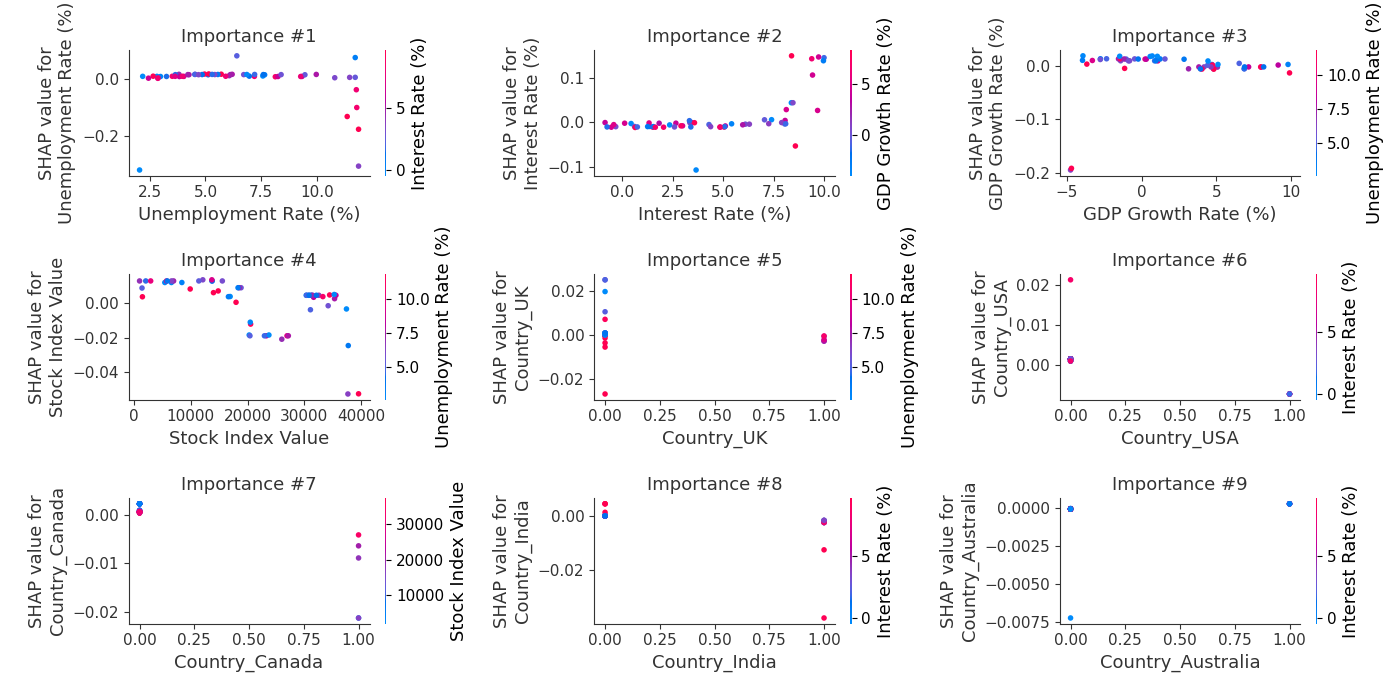 Importance #1
SHAP value for
Unemployment Rate (%)
0.0
−0.2
2.5 5.0 7.5 10.0
Unemployment Rate (%)
5
0
Interest Rate (%)
Importance #2
SHAP value for
Interest Rate (%)
0.1
0.0
−0.1
0.0 2.5 5.0 7.5 10.0
Interest Rate (%)
5
0
GDP Growth Rate (%)
Importance #3
SHAP value for
GDP Growth Rate (%)
0.0
−0.1
−0.2
−5 0 5 10
GDP Growth Rate (%)
10.0
7.5
5.0
Unemployment Rate (%)
Importance #4
SHAP value for
Stock Index Value
0.00
−0.02
−0.04
0 10000 20000 30000 40000
Stock Index Value
10.0
7.5
5.0
Unemployment Rate (%)
Importance #5
SHAP value for
Country_UK
0.02
0.00
−0.02
0.00 0.25 0.50 0.75 1.00
Country_UK
10.0
7.5
5.0
Unemployment Rate (%)
Importance #6
SHAP value for
Country_USA
0.02
0.01
0.00
0.00 0.25 0.50 0.75 1.00
Country_USA
5
0
Interest Rate (%)
Importance #7
SHAP value for
Country_Canada
0.00
−0.01
−0.02
0.00 0.25 0.50 0.75 1.00
Country_Canada
30000
20000
10000
Stock Index Value
Importance #8
SHAP value for
Country_India
0.00
−0.02
0.00 0.25 0.50 0.75 1.00
Country_India
5
0
Interest Rate (%)
Importance #9
SHAP value for
Country_Australia
0.0000
−0.0025
−0.0050
−0.0075
0.00 0.25 0.50 0.75 1.00
Country_Australia
5
0
Interest Rate (%)